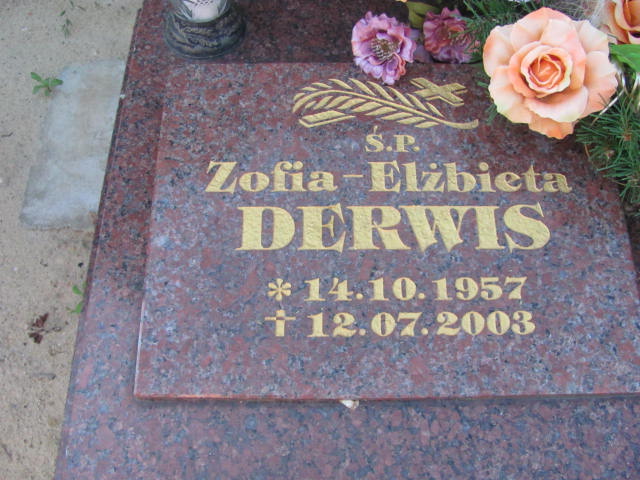 Ś.P.
Zofia-Elżbieta
DERWIS
* 14.10.1957
✝ 12.07.2003